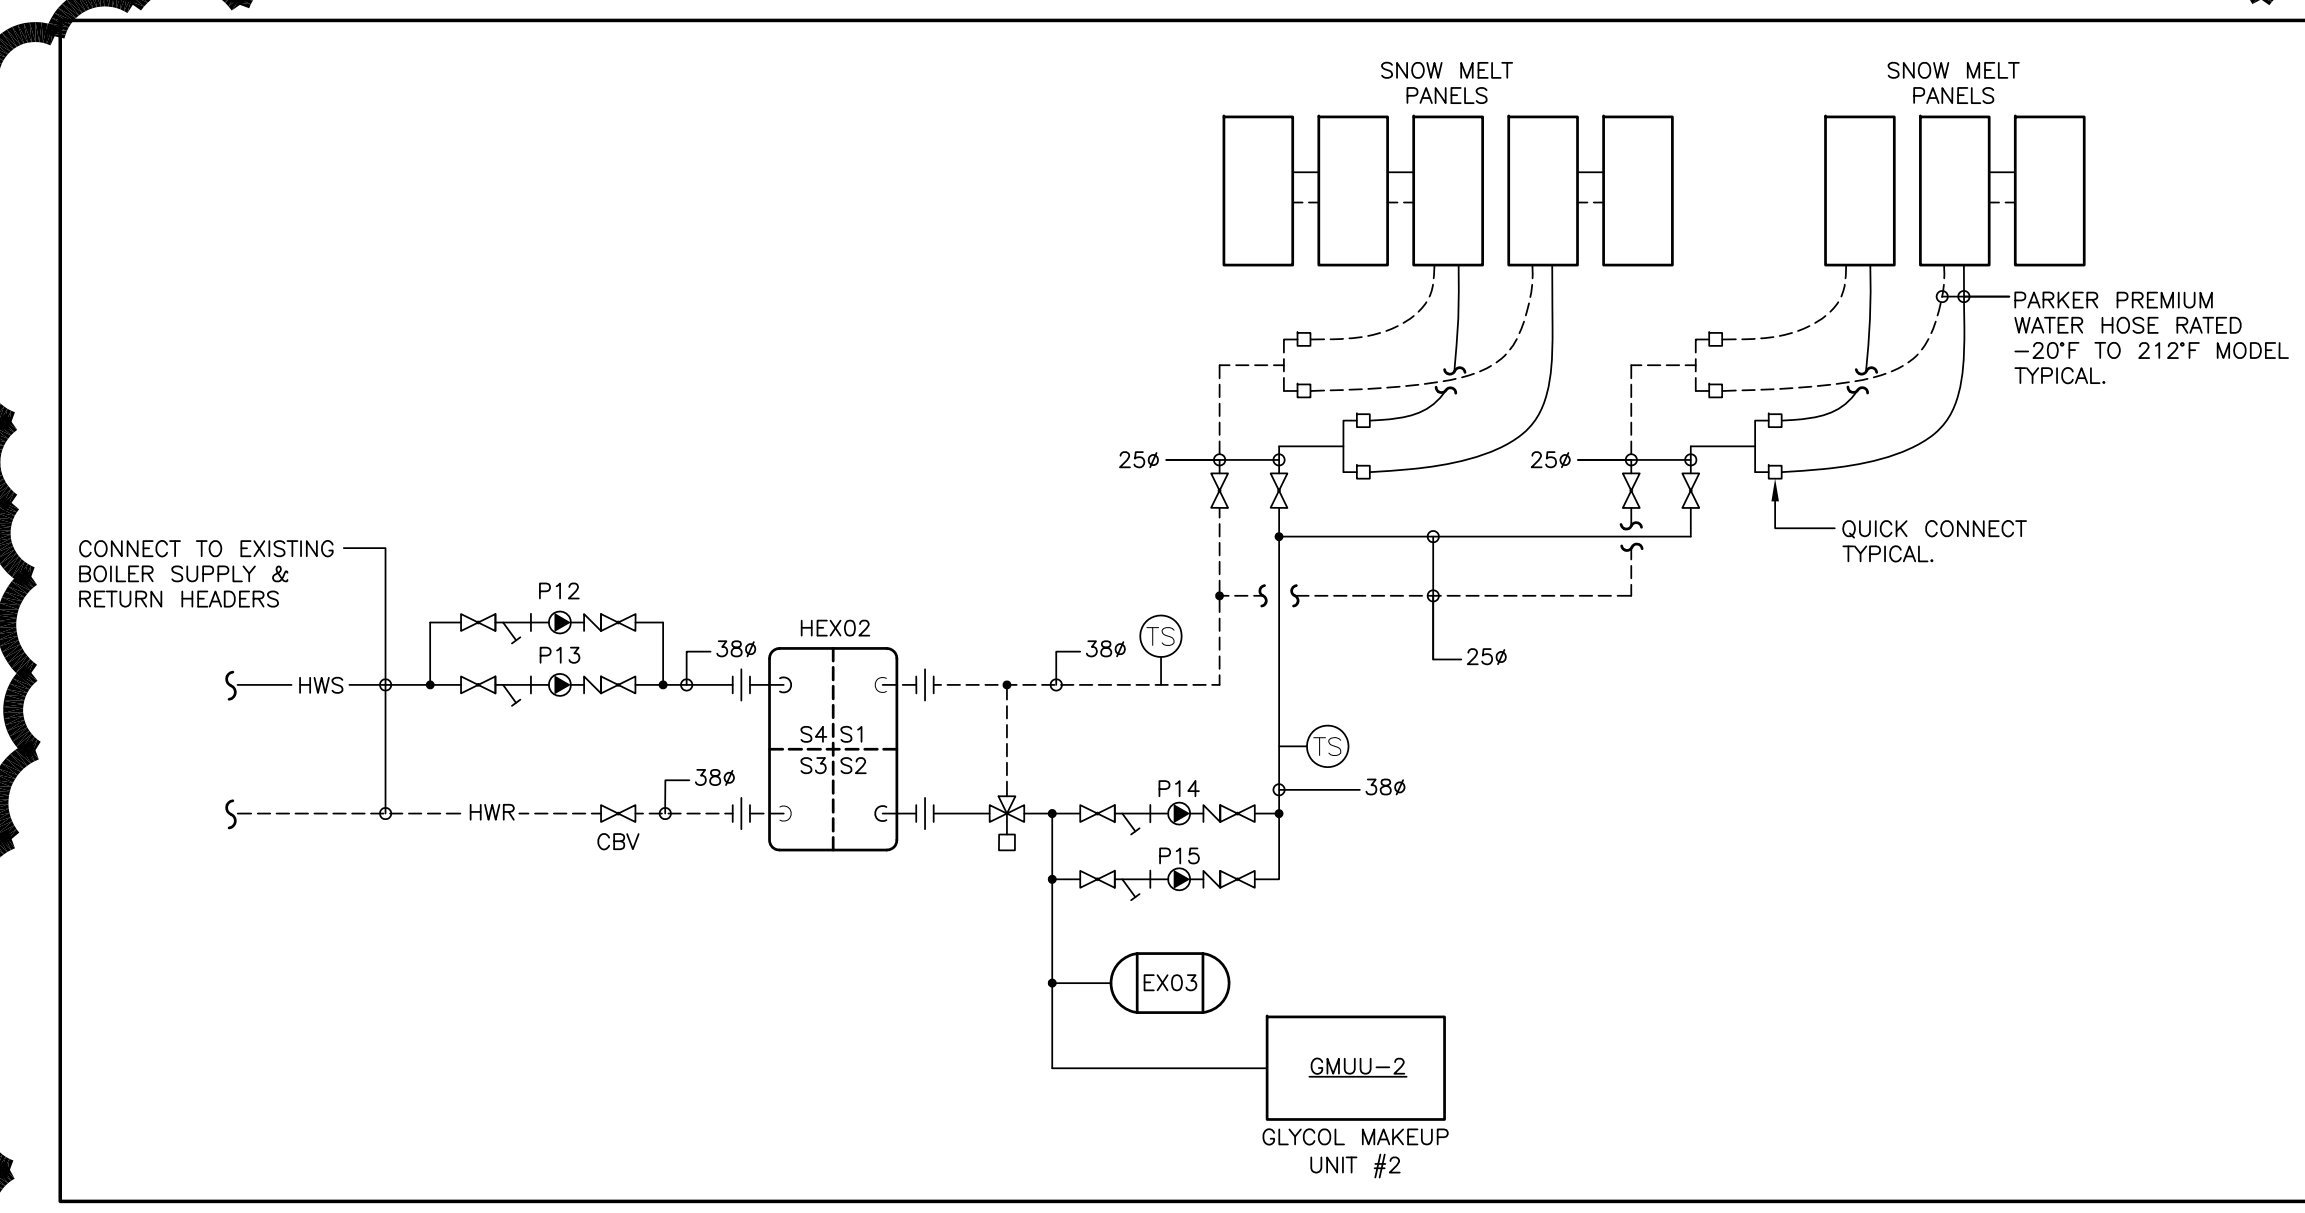 SNOW MELT
PANELS
SNOW MELT
PANELS
PARKER PREMIUM
WATER HOSE RATED
-20°F TO 212°F MODEL
TYPICAL.
25ø
25ø
QUICK CONNECT
TYPICAL.
CONNECT TO EXISTING
BOILER SUPPLY &
RETURN HEADERS
P12
HEX02
38ø
38ø
TS
P13
25ø
HWS
S4 S1
S3 S2
TS
38ø
P14
38ø
HWR
CBV
P15
EX03
GMUU-2
GLYCOL MAKEUP
UNIT #2